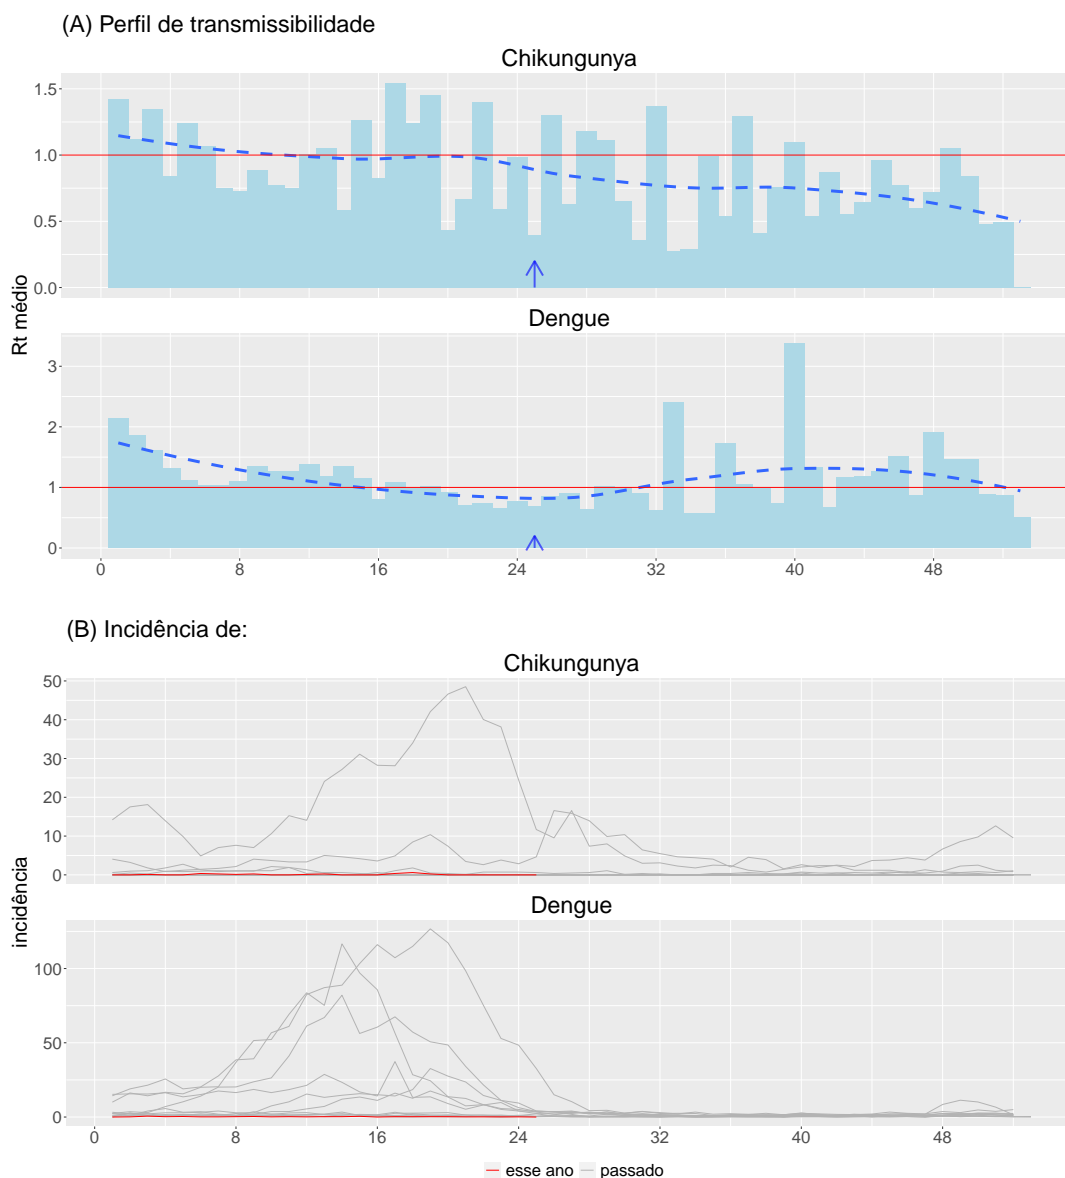 (A) Perfil de transmissibilidade
Chikungunya
1.5
1.0
0.5
0.0
Rt médio
Dengue
3
2
1
0
0 8 16 24 32 40 48
(B) Incidência de:
Chikungunya
50
40
30
20
10
0
incidência
Dengue
100
50
0
0 8 16 24 32 40 48
esse ano passado